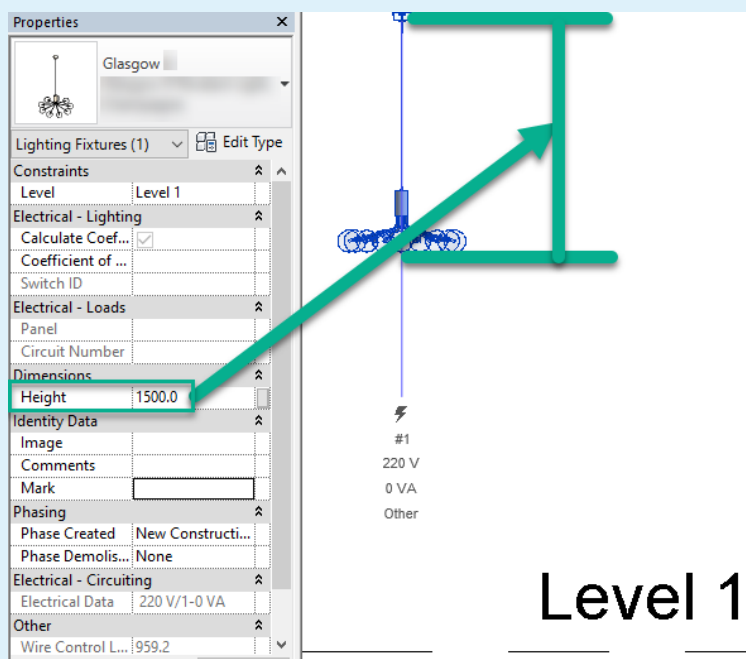 Properties
Glasgow
Lighting Fixtures (1) Edit Type
Constraints
Level Level 1
Electrical - Lighting
Calculate Coef...
Coefficient of ...
Switch ID
Electrical - Loads
Panel
Circuit Number
Dimensions
Height 1500.0
Identity Data
Image
Comments
Mark
Phasing
Phase Created New Constructi...
Phase Demolis... None
Electrical - Circuiting
Electrical Data 220 V/1-0 VA
Other
Wire Control L... 959.2
#1
220 V
0 VA
Other
Level 1